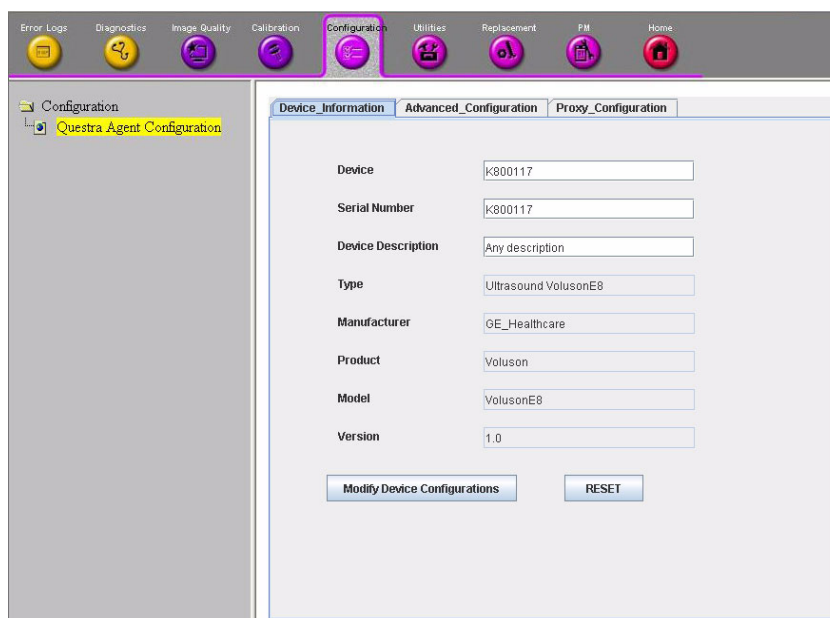 Error Logs Diagnostics Image Quality Calibration Configuration Utilities Replacement PM Home
Configuration
Questra Agent Configuration
Device_Information Advanced_Configuration Proxy_Configuration
Device K800117
Serial Number K800117
Device Description Any description
Type Ultrasound VolusonE8
Manufacturer GE_Healthcare
Product Voluson
Model VolusonE8
Version 1.0
Modify Device Configurations RESET